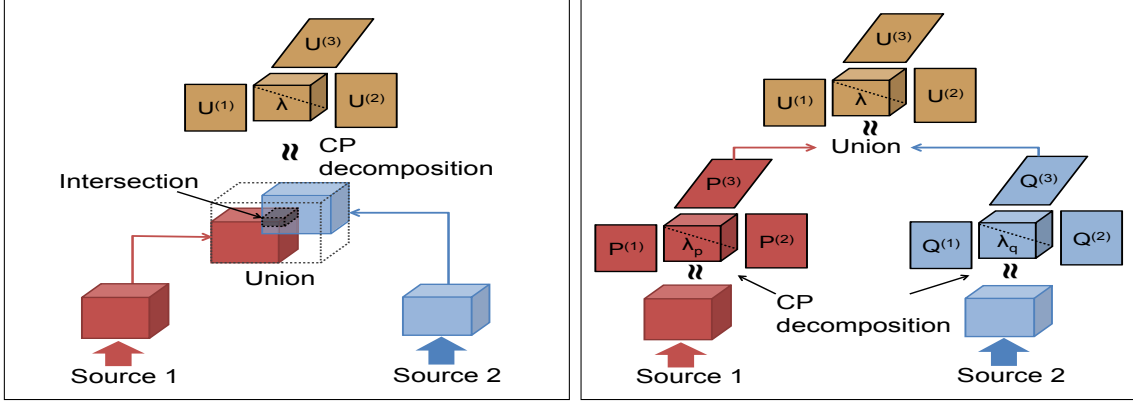 U(3)
U(1)
λ
U(2)
CP
decomposition
Intersection
Union
Source 1
Source 2
U(3)
U(1)
λ
U(2)
Union
P(3)
Q(3)
P(1)
λp
P(2)
Q(1)
λq
Q(2)
CP
decomposition
Source 1
Source 2